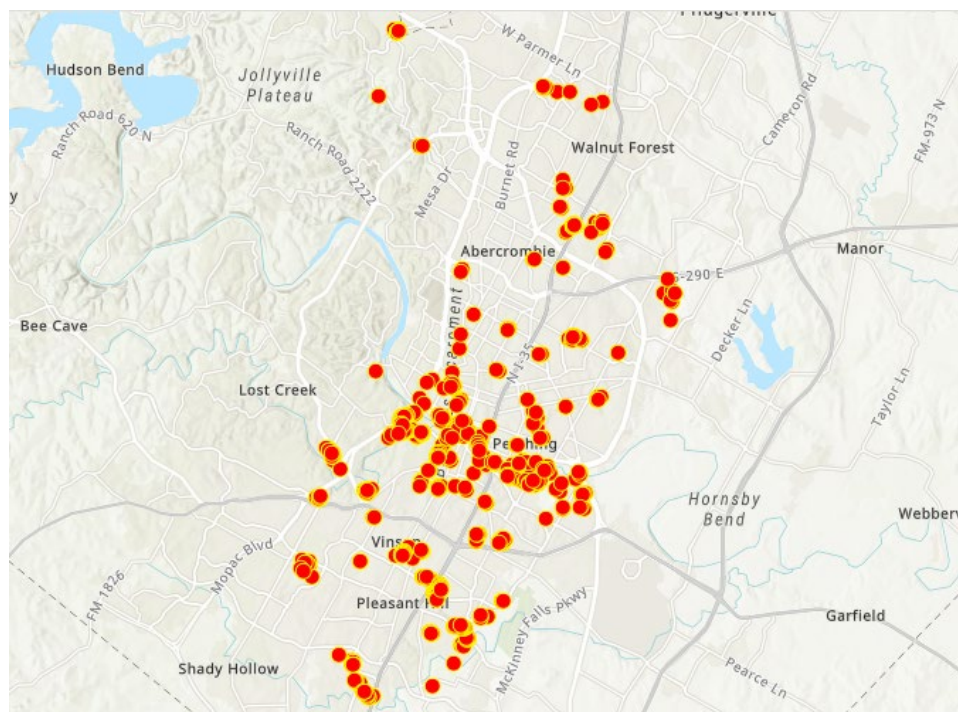 Hudson Bend
Jollyville
Plateau
W Parmer Ln
Ranch Road 620 N
Ranch Road 2222
Mesa Dr
Burnet Rd
Walnut Forest
Cameron Rd
FM-973 N
y
Abercrombie
Manor
290 E
Bee Cave
Decker Ln
N-I-35
Lost Creek
Taylor Ln
Hornsby
Bend
Webberv
Mopac Blvd
FM 1826
McKinney Falls Pkwy
Garfield
Shady Hollow
Pearce Ln